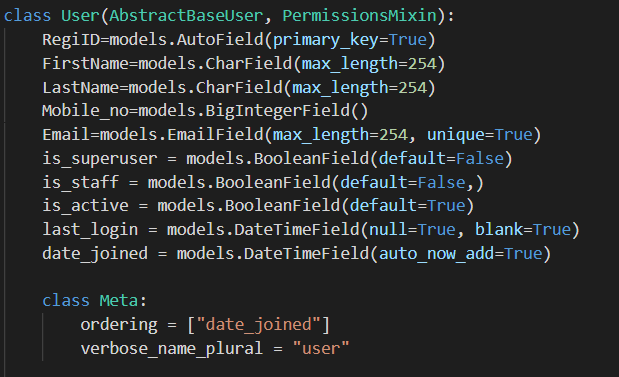 class User(AbstractBaseUser, PermissionsMixin):
    RegiID=models.AutoField(primary_key=True)
    FirstName=models.CharField(max_length=254)
    LastName=models.CharField(max_length=254)
    Mobile_no=models.BigIntegerField()
    Email=models.EmailField(max_length=254, unique=True)
    is_superuser = models.BooleanField(default=False)
    is_staff = models.BooleanField(default=False,)
    is_active = models.BooleanField(default=True)
    last_login = models.DateTimeField(null=True, blank=True)
    date_joined = models.DateTimeField(auto_now_add=True)

    class Meta:
        ordering = ["date_joined"]
        verbose_name_plural = "user"